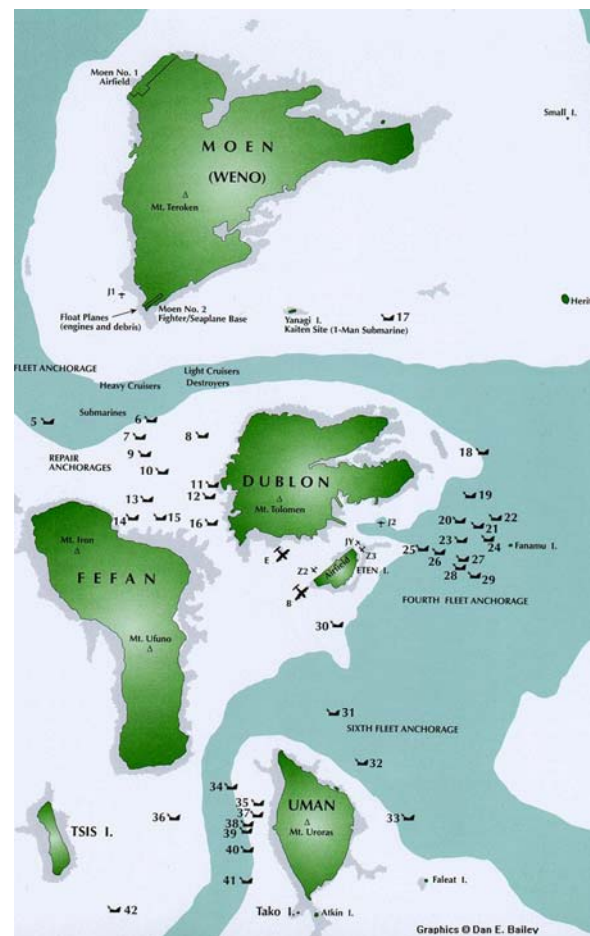 Moen No. 1
Airfield
M O E N
(WENO)
Mt. Teroken
Small I.
J1
Float Planes
(engines and debris)
Moen No. 2
Fighter/Seaplane Base
Yanagi I.
Kaiten Site (1-Man Submarine)
17
Herit
FLEET ANCHORAGE
Heavy Cruisers
Light Cruisers
Destroyers
Submarines
5
6
7
8
9
REPAIR
ANCHORAGES
10
11
12
13
14
15
16
DUBLON
Mt. Tolomen
18
19
20
21
22
23
24
Fanamu I.
25
26
27
28
29
J2
JY
Z3
E
Z2
Airfield
ETEN I.
B
Mt. Iron
FEFAN
Mt. Ufuno
FOURTH FLEET ANCHORAGE
30
31
SIXTH FLEET ANCHORAGE
32
33
34
35
36
37
38
39
40
41
42
UMAN
Mt. Uroras
TSIS I.
Faleat I.
Tako I.
Atkin I.
Graphics © Dan E. Bailey